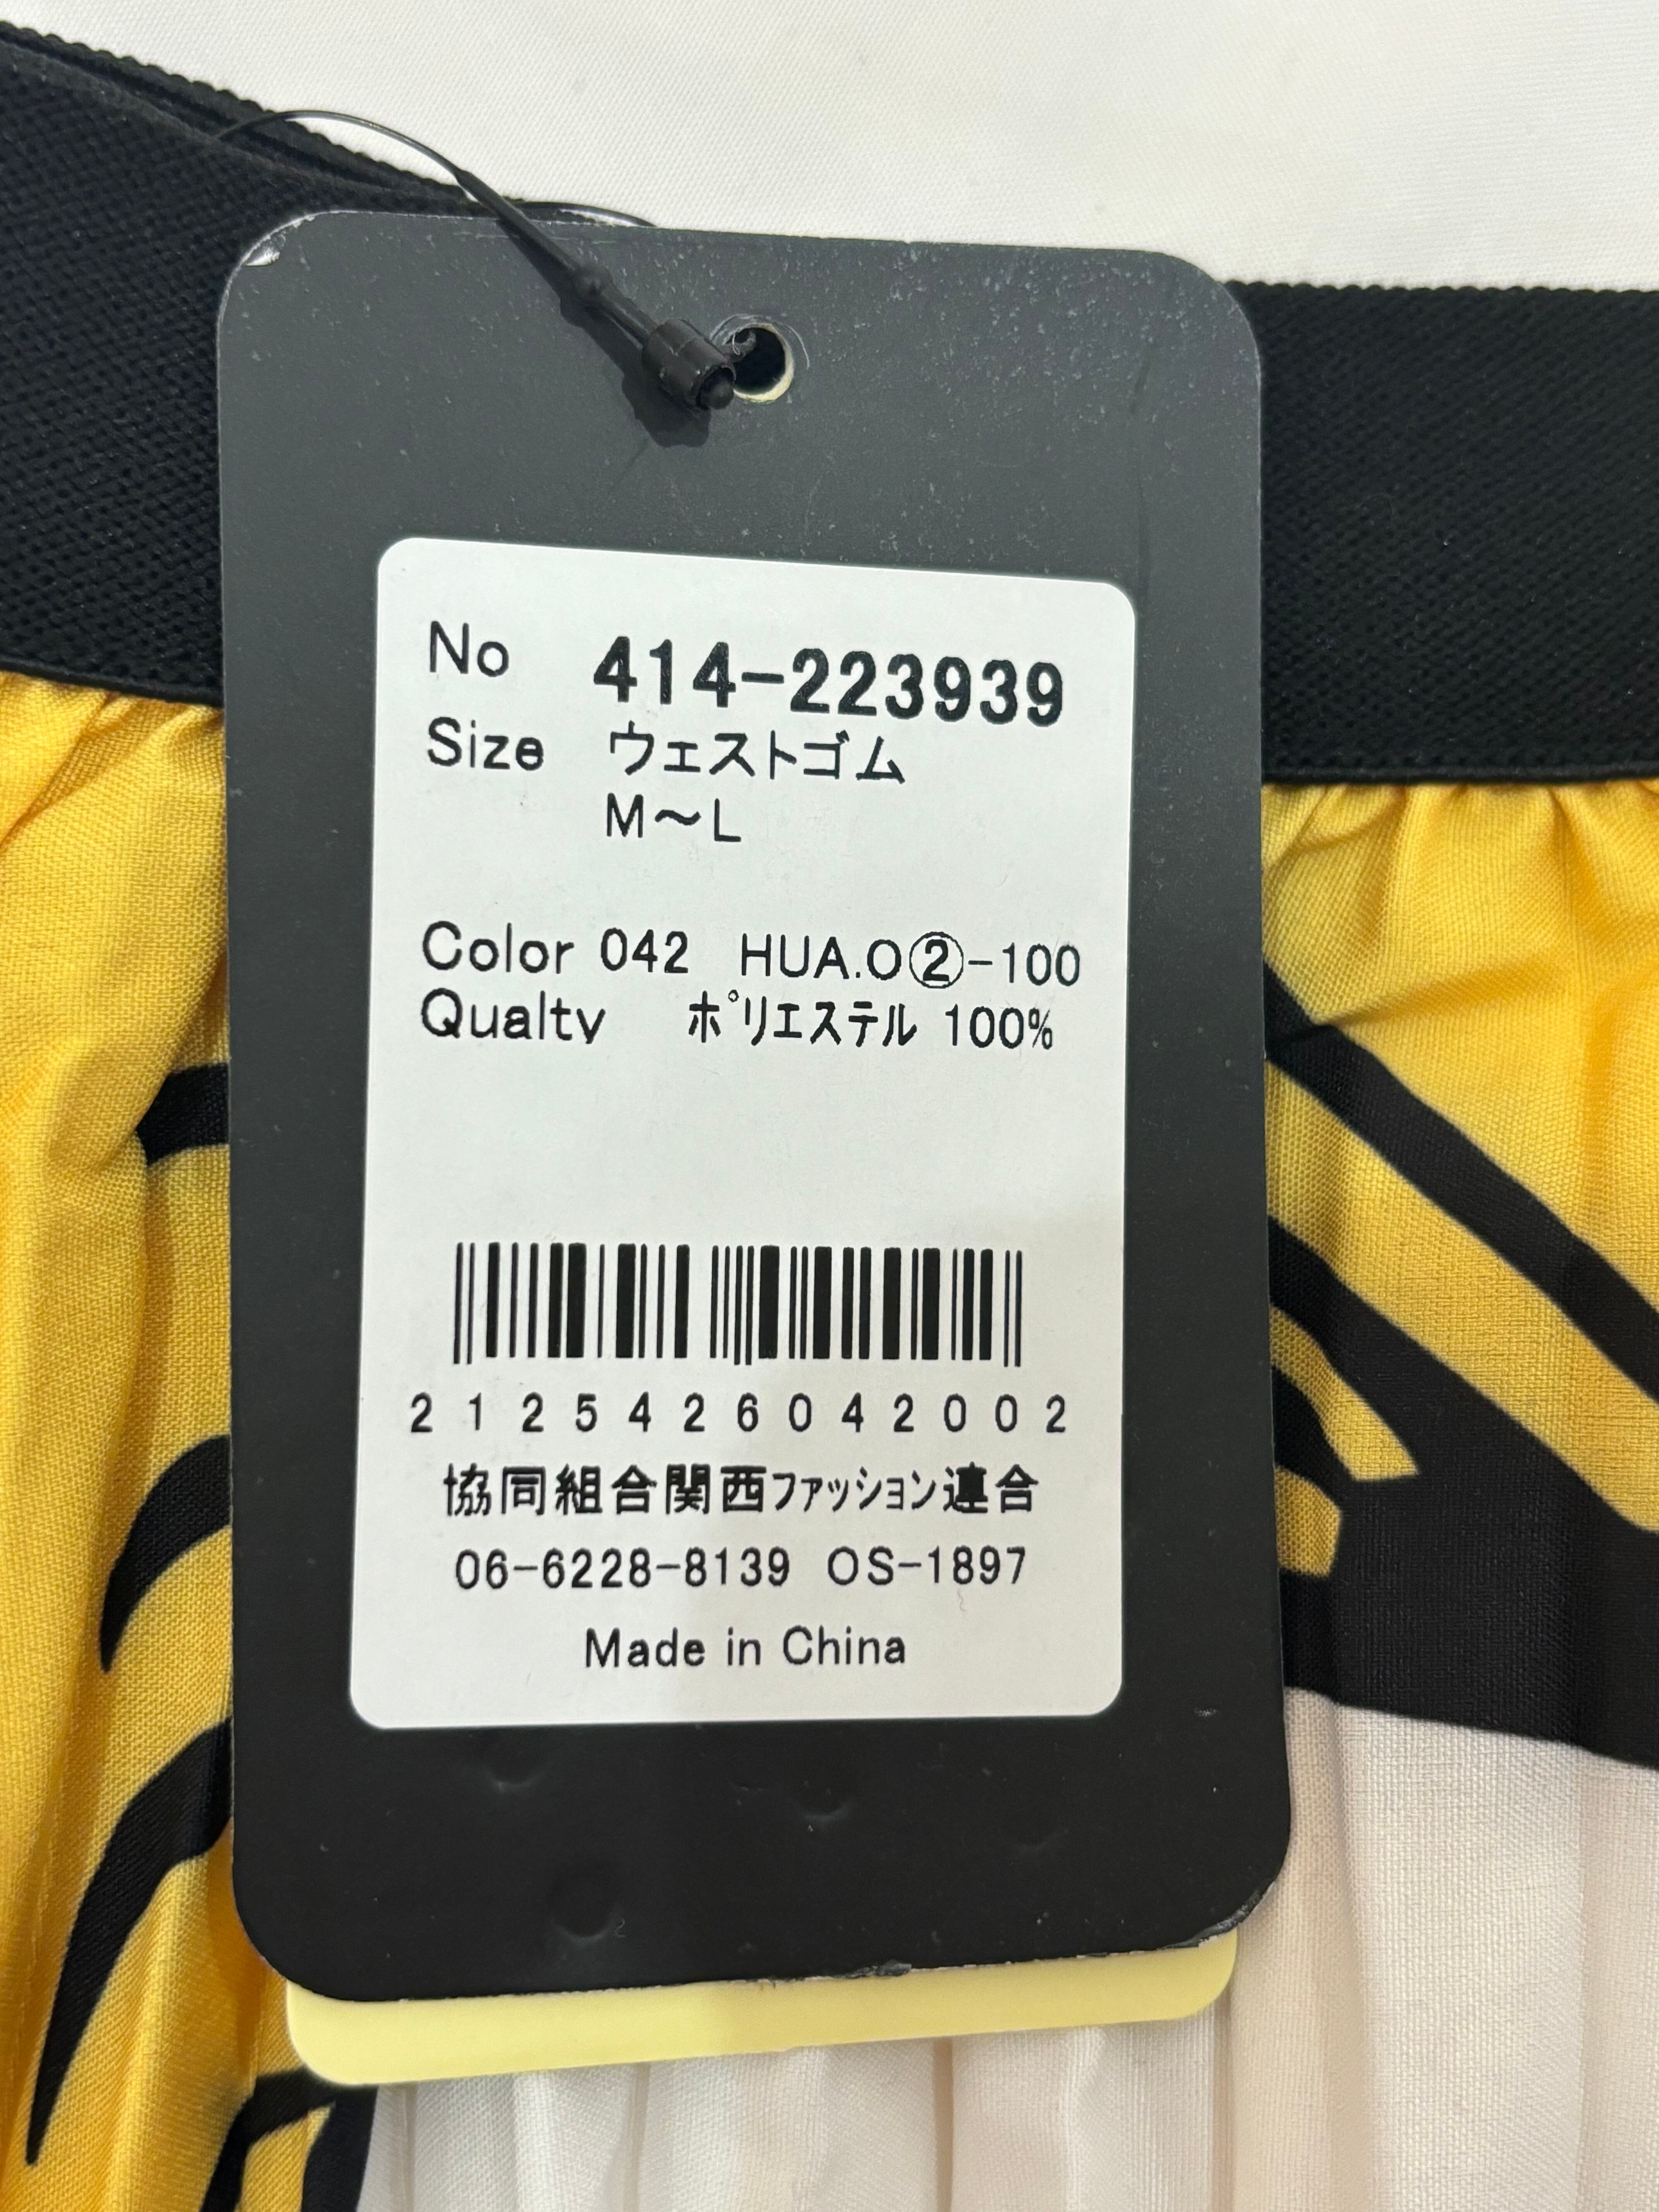 No 414-223939
Size ウェストゴム
M～L
Color 042 HUA.O②-100
Qualty ポリエステル 100%
2125426042002
協同組合関西ファッション連合
06-6228-8139 OS-1897
Made in China